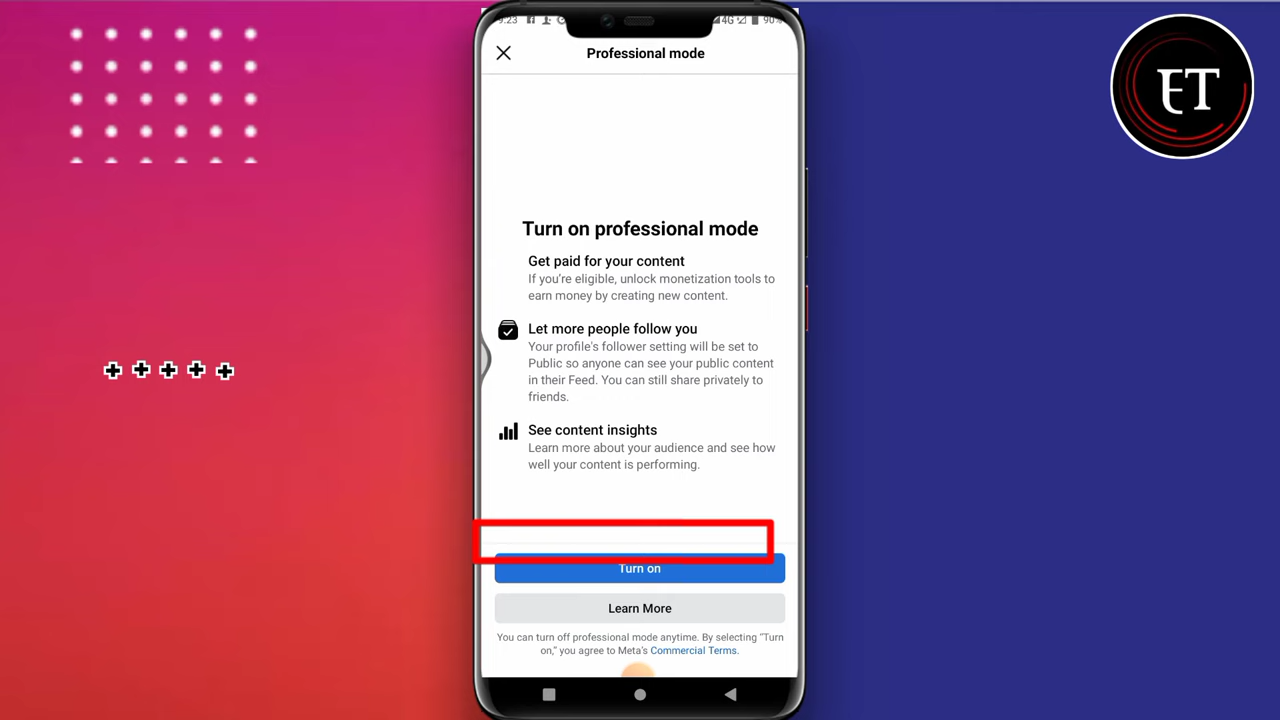 9:23
4G
90%
ET
Professional mode
Turn on professional mode
Get paid for your content
If you're eligible, unlock monetization tools to
earn money by creating new content.
Let more people follow you
Your profile's follower setting will be set to
Public so anyone can see your public content
in their Feed. You can still share privately to
friends.
See content insights
Learn more about your audience and see how
well your content is performing.
Turn on
Learn More
You can turn off professional mode anytime. By selecting “Turn
on,” you agree to Meta's Commercial Terms.